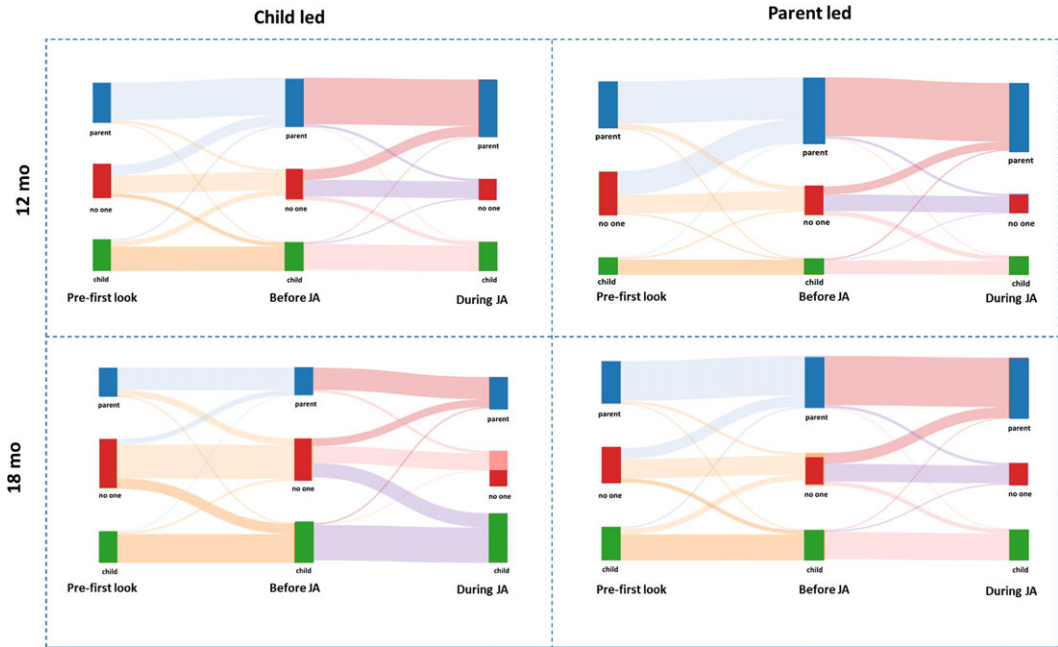 Child led
Parent led
12 mo
parent
no one
child
Pre-first look
parent
no one
child
Before JA
parent
no one
child
During JA
parent
no one
child
Pre-first look
parent
no one
child
Before JA
parent
no one
child
During JA
18 mo
parent
no one
child
Pre-first look
parent
no one
child
Before JA
parent
no one
child
During JA
parent
no one
child
Pre-first look
parent
no one
child
Before JA
parent
no one
child
During JA